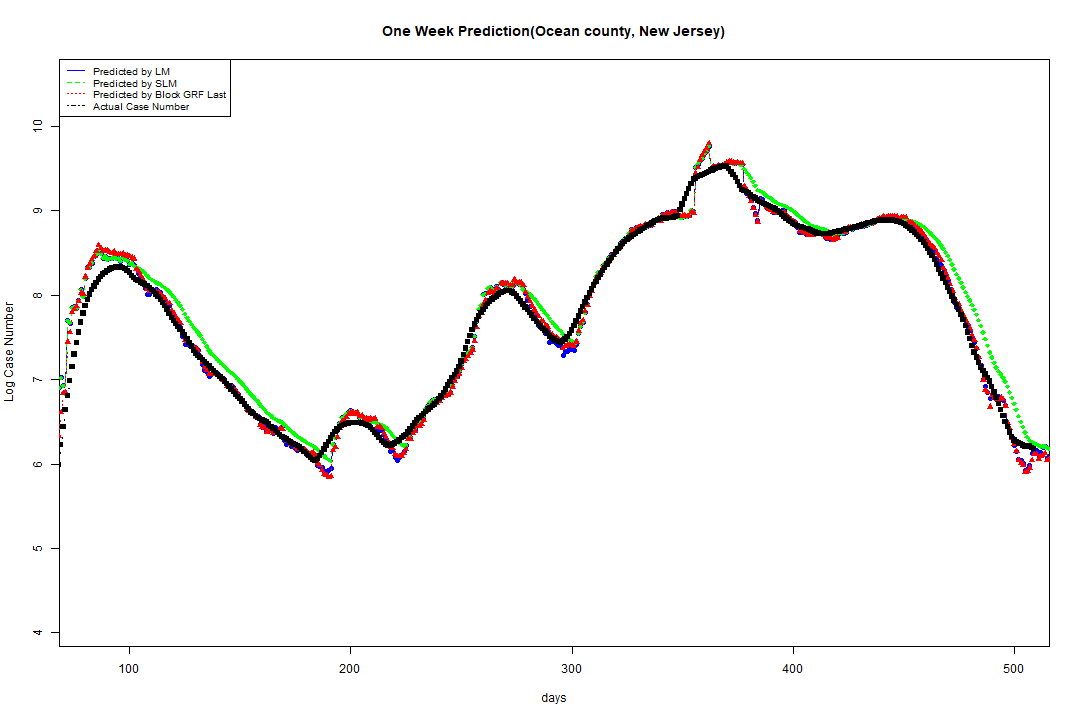 One Week Prediction(Ocean county, New Jersey)
Predicted by LM
Predicted by SLM
Predicted by Block GRF Last
Actual Case Number
Log Case Number
10
9
8
7
6
5
4
100 200 300 400 500
days